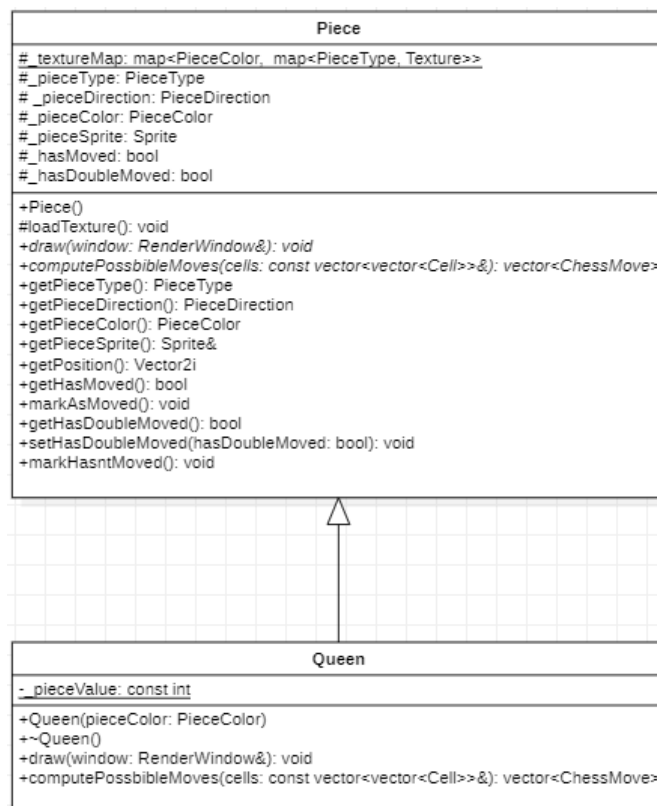 Piece
#_textureMap: map<PieceColor, map<PieceType, Texture>>
#_pieceType: PieceType
# _pieceDirection: PieceDirection
#_pieceColor: PieceColor
#_pieceSprite: Sprite
#_hasMoved: bool
#_hasDoubleMoved: bool
+Piece()
#loadTexture(): void
+draw(window: RenderWindow&): void
+computePossbibleMoves(cells: const vector<vector<Cell>>&): vector<ChessMove>
+getPieceType(): PieceType
+getPieceDirection(): PieceDirection
+getPieceColor(): PieceColor
+getPieceSprite(): Sprite&
+getPosition(): Vector2i
+getHasMoved(): bool
+markAsMoved(): void
+getHasDoubleMoved(): bool
+setHasDoubleMoved(hasDoubleMoved: bool): void
+markHasntMoved(): void
Queen
-_pieceValue: const int
+Queen(pieceColor: PieceColor)
+~Queen()
+draw(window: RenderWindow&): void
+computePossbibleMoves(cells: const vector<vector<Cell>>&): vector<ChessMove>